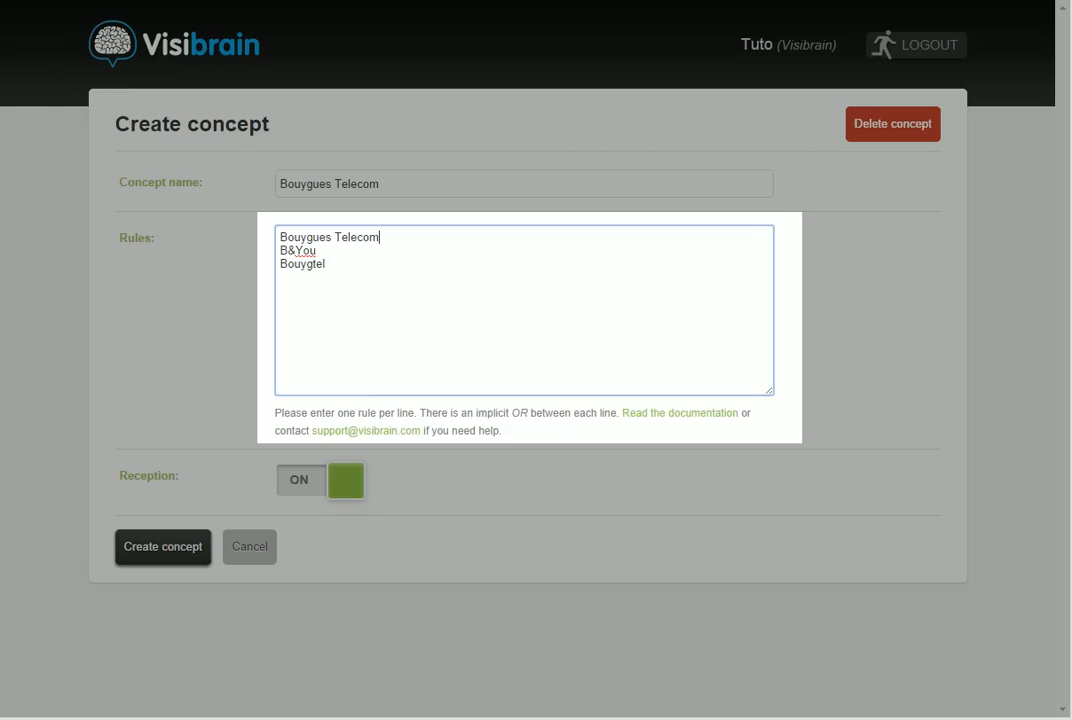 Visibrain
Tuto (Visibrain)
LOGOUT
Create concept
Delete concept
Concept name:
Bouygues Telecom
Rules:
Bouygues Telecom
B&You
Bouygtel
Please enter one rule per line. There is an implicit OR between each line. Read the documentation or
contact support@visibrain.com if you need help.
Reception:
ON
Create concept
Cancel